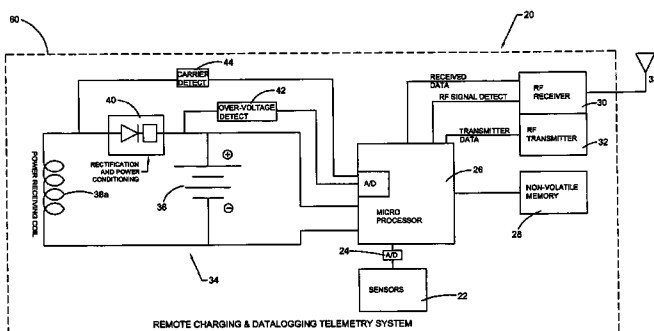 60
20
44
CARRIER
DETECT
RECEIVED
DATA
RF
RECEIVER
3
40
42
OVER-VOLTAGE
DETECT
RF SIGNAL DETECT
30
TRANSMITTER
DATA
RF
TRANSMITTER
32
RECTIFICATION
AND POWER
CONDITIONING
POWER RECEIVING COIL
38a
36
A/D
26
MICRO
PROCESSOR
NON-VOLATILE
MEMORY
28
24
A/D
34
SENSORS
22
REMOTE CHARGING & DATALOGGING TELEMETRY SYSTEM